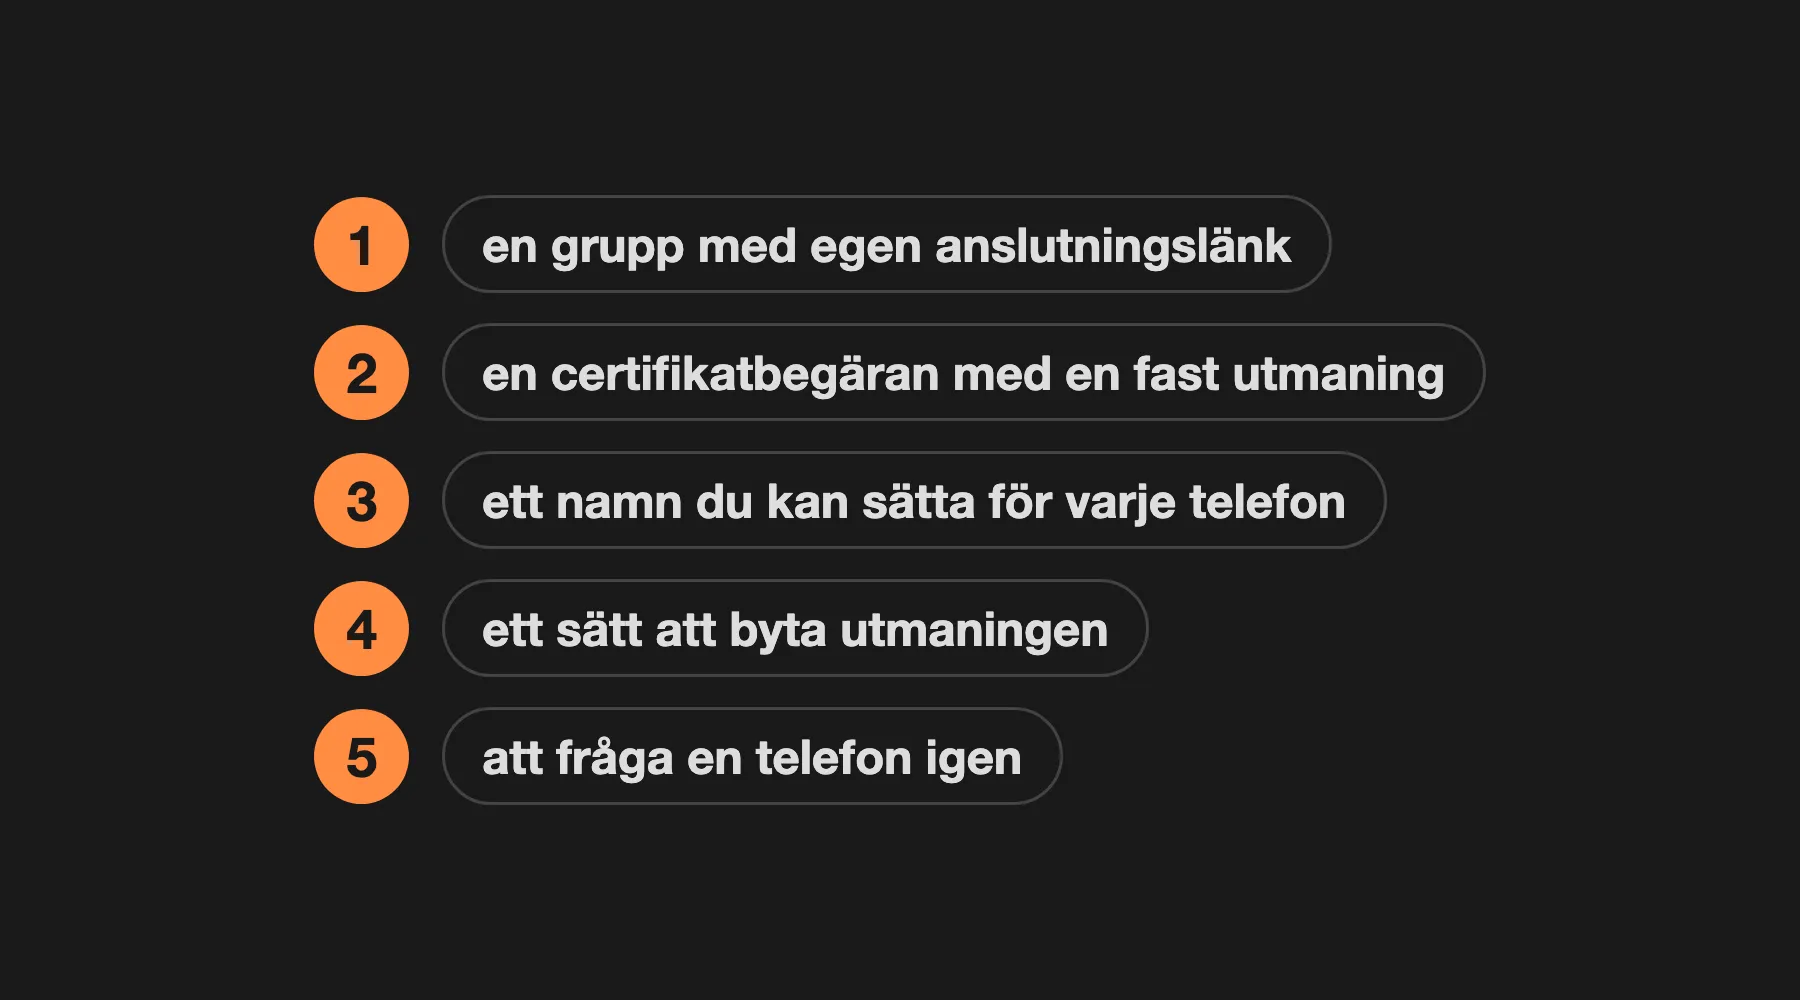 1 en grupp med egen anslutningslänk
2 en certifikatbegäran med en fast utmaning
3 ett namn du kan sätta för varje telefon
4 ett sätt att byta utmaningen
5 att fråga en telefon igen